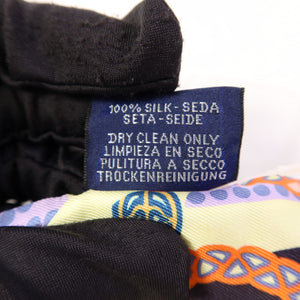 100% SILK-SEDA
SETA-SEIDE
DRY CLEAN ONLY
LIMPIEZA EN SECO
PULITURA A SECCO
TROCKENREINIGUNG